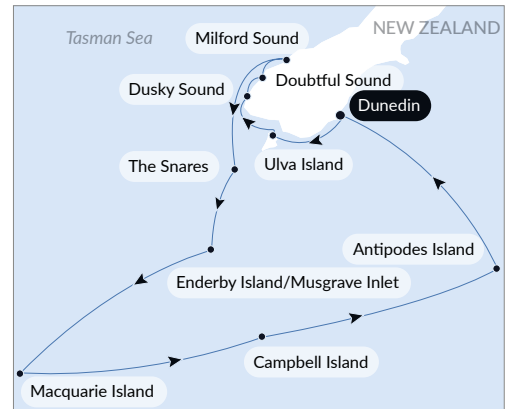 NEW ZEALAND
Tasman Sea
Milford Sound
Doubtful Sound
Dusky Sound
Dunedin
The Snares
Ulva Island
Antipodes Island
Enderby Island/Musgrave Inlet
Campbell Island
Macquarie Island